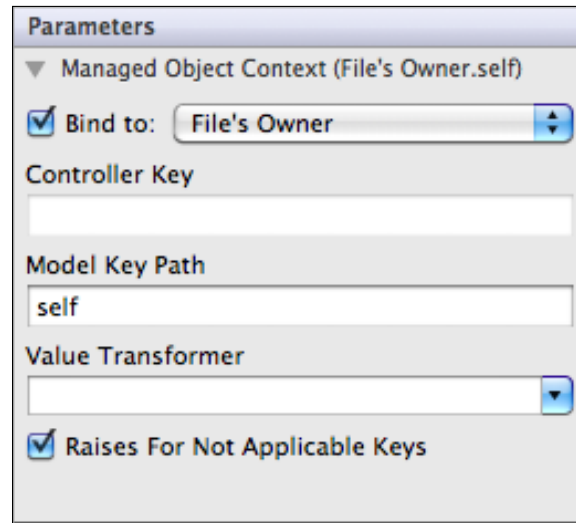 Parameters
Managed Object Context (File's Owner.self)
Bind to: File's Owner
Controller Key
Model Key Path
self
Value Transformer
Raises For Not Applicable Keys